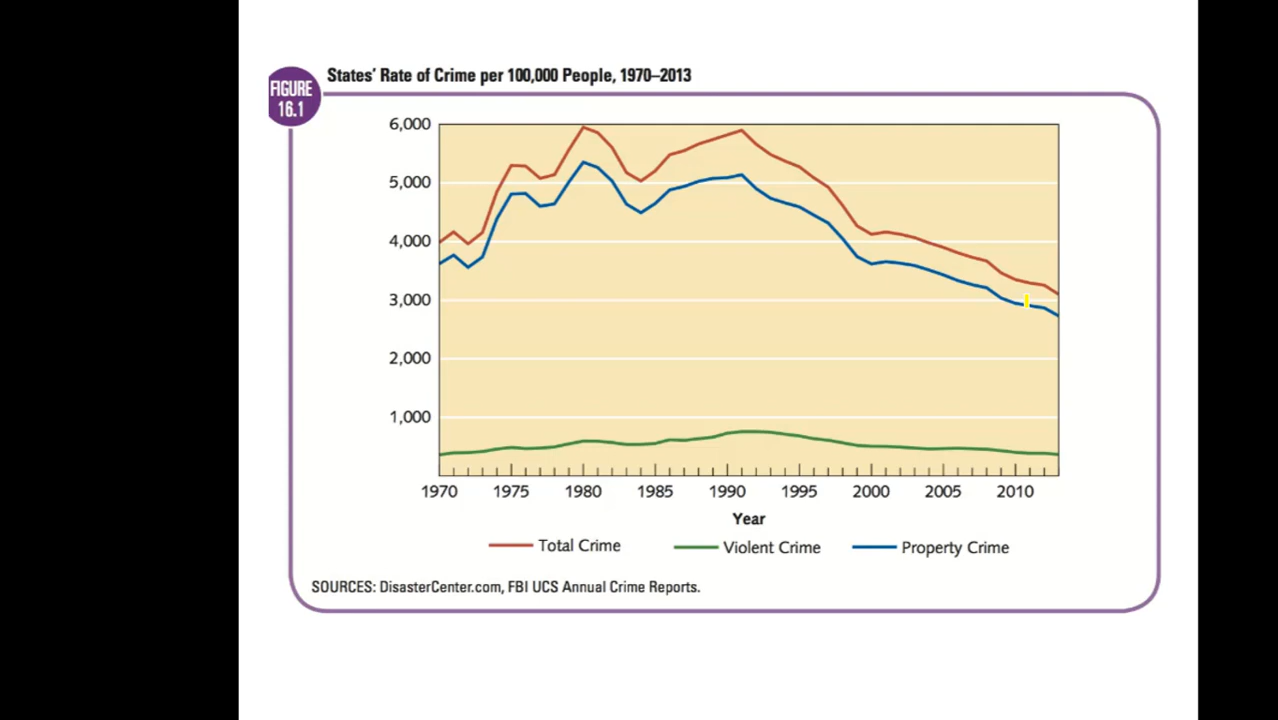 FIGURE
16.1
States' Rate of Crime per 100,000 People, 1970–2013
6,000
5,000
4,000
3,000
2,000
1,000
1970 1975 1980 1985 1990 1995 2000 2005 2010
Year
Total Crime Violent Crime Property Crime
SOURCES: DisasterCenter.com, FBI UCS Annual Crime Reports.